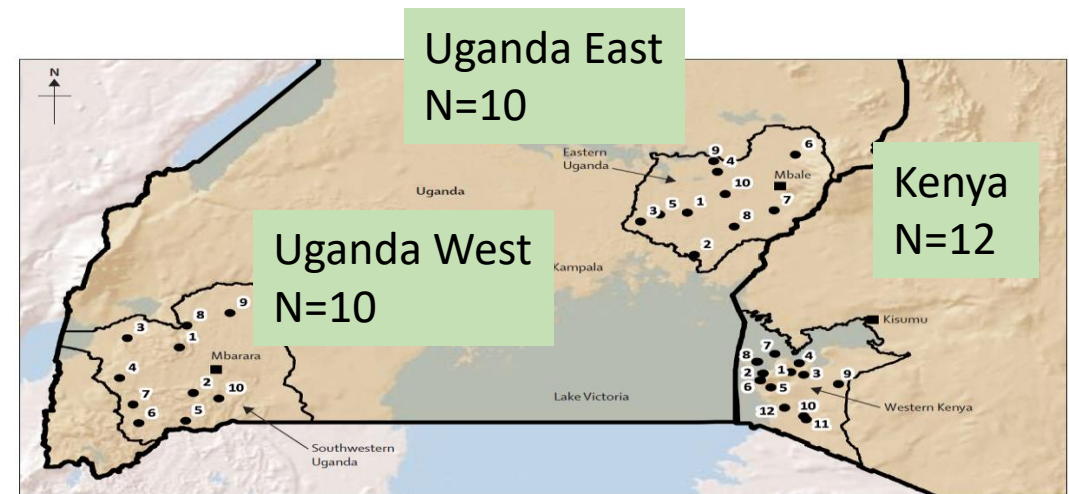 Uganda East
N=10
N
Eastern
Uganda
9
4
6
Mbale
10
Kenya
N=12
Uganda
3
5
1
7
8
2
Uganda West
N=10
Kampala
9
8
3
1
Mbarara
4
2
10
7
6
5
Southwestern
Uganda
Lake Victoria
Kisumu
7
8
4
2
1
3
9
6
5
Western Kenya
12
10
11